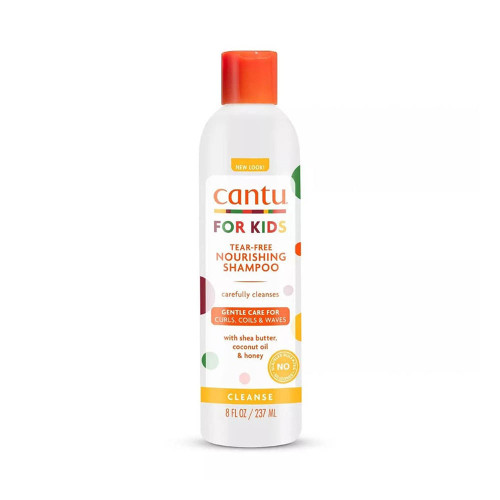 NEW LOOK!
cantu
FOR KIDS
TEAR-FREE
NOURISHING
SHAMPOO
carefully cleanses
GENTLE CARE FOR
CURLS, COILS & WAVES
with shea butter,
coconut oil
& honey
NO
CLEANSE
8 FL OZ / 237 ML